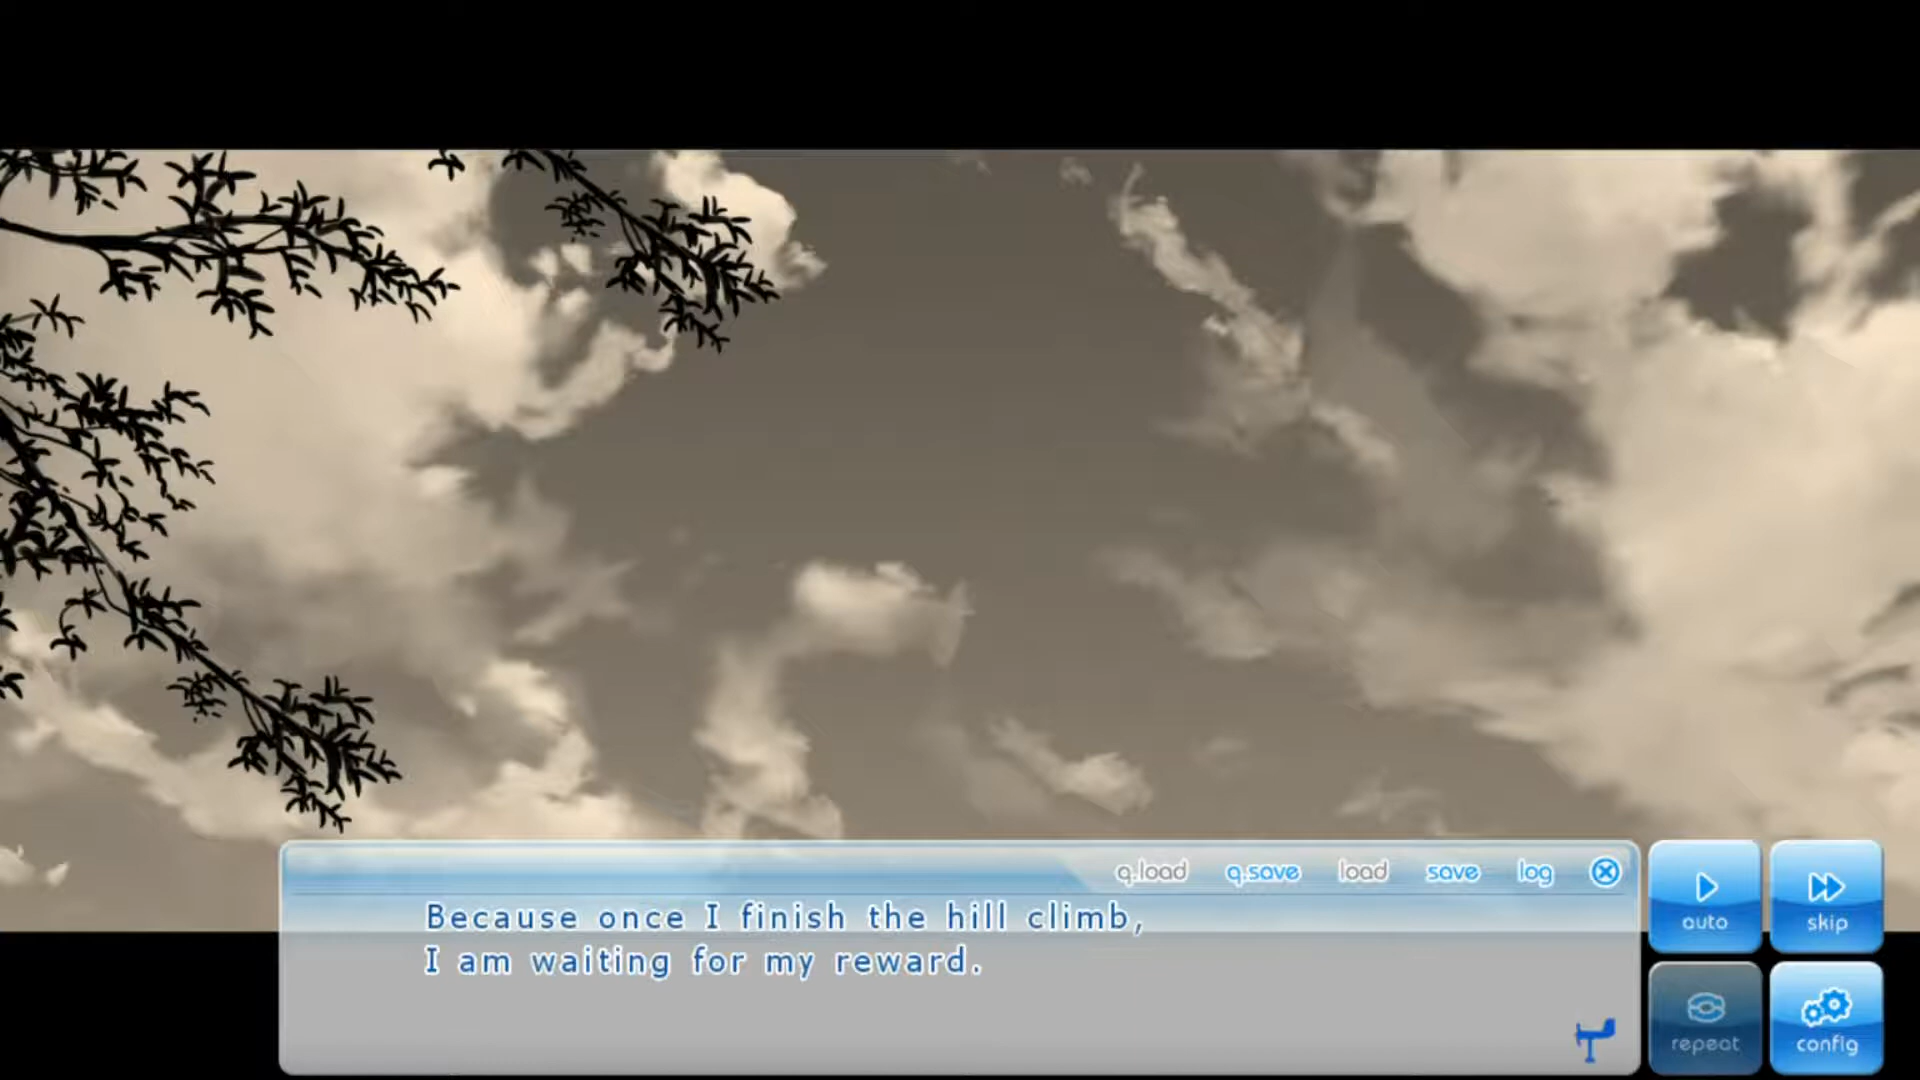 q.load q.save load save log
Because once I finish the hill climb,
I am waiting for my reward.
auto
skip
repeat
config